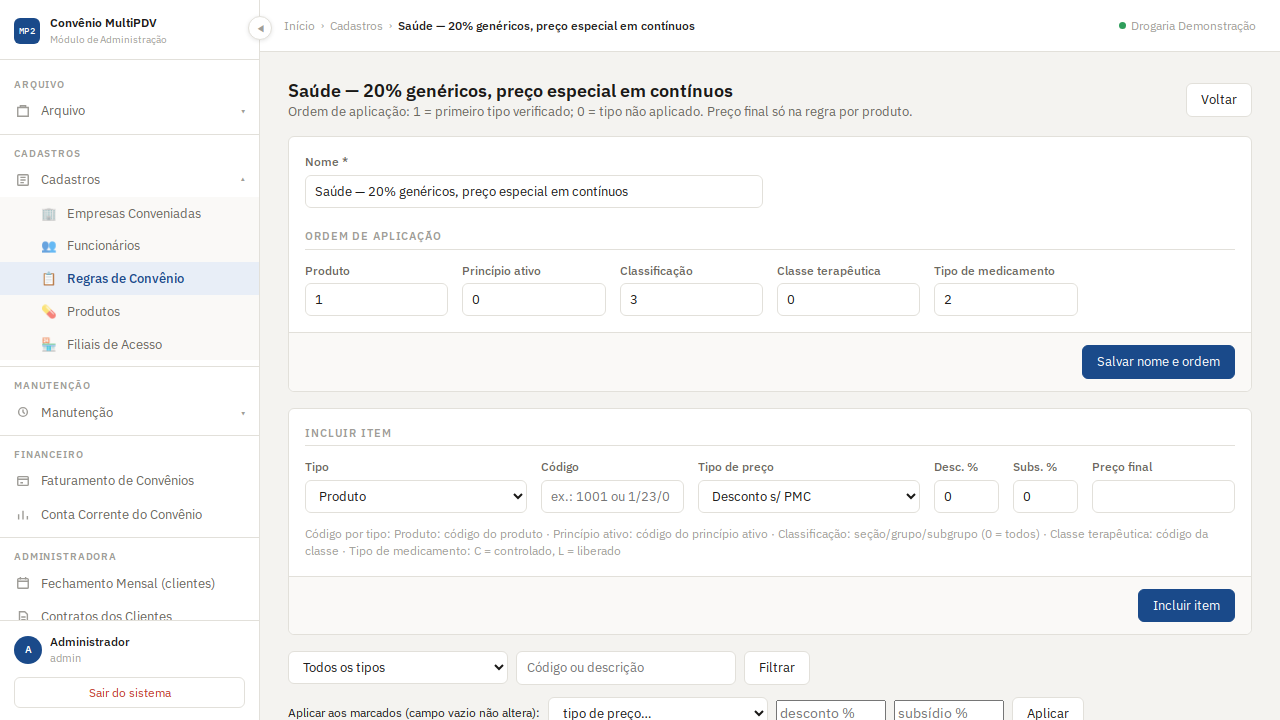 MP2
Convênio MultiPDV
Módulo de Administração
ARQUIVO
Arquivo
CADASTROS
Cadastros
Empresas Conveniadas
Funcionários
Regras de Convênio
Produtos
Filiais de Acesso
MANUTENÇÃO
Manutenção
FINANCEIRO
Faturamento de Convênios
Conta Corrente do Convênio
ADMINISTRADORA
Fechamento Mensal (clientes)
Contratos dos Clientes
A
Administrador
admin
Sair do sistema
Início › Cadastros › Saúde — 20% genéricos, preço especial em contínuos
Drogaria Demonstração
Saúde — 20% genéricos, preço especial em contínuos
Ordem de aplicação: 1 = primeiro tipo verificado; 0 = tipo não aplicado. Preço final só na regra por produto.
Voltar
Nome *
Saúde — 20% genéricos, preço especial em contínuos
ORDEM DE APLICAÇÃO
Produto Princípio ativo Classificação Classe terapêutica Tipo de medicamento
1 0 3 0 2
Salvar nome e ordem
INCLUIR ITEM
Tipo Código Tipo de preço Desc. % Subs. % Preço final
Produto ex.: 1001 ou 1/23/0 Desconto s/ PMC 0 0
Código por tipo: Produto: código do produto · Princípio ativo: código do princípio ativo · Classificação: seção/grupo/subgrupo (0 = todos) · Classe terapêutica: código da
classe · Tipo de medicamento: C = controlado, L = liberado
Incluir item
Todos os tipos Código ou descrição Filtrar
Aplicar aos marcados (campo vazio não altera): tipo de preço... desconto % subsídio % Aplicar